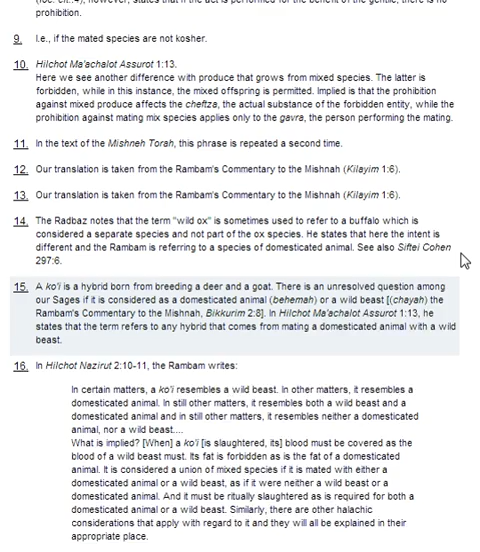 (loc. cit.:4), however, states that if the act is performed for the benefit of the gentile, there is no
prohibition.
9. I.e., if the mated species are not kosher.
10. Hilchot Ma'achalot Assurot 1:13.
Here we see another difference with produce that grows from mixed species. The latter is
forbidden, while in this instance, the mixed offspring is permitted. Implied is that the prohibition
against mixed produce affects the cheftza, the actual substance of the forbidden entity, while the
prohibition against mating mix species applies only to the gavra, the person performing the mating.
11. In the text of the Mishneh Torah, this phrase is repeated a second time.
12. Our translation is taken from the Rambam's Commentary to the Mishnah (Kilayim 1:6).
13. Our translation is taken from the Rambam's Commentary to the Mishnah (Kilayim 1:6).
14. The Radbaz notes that the term "wild ox" is sometimes used to refer to a buffalo which is
considered a separate species and not part of the ox species. He states that here the intent is
different and the Rambam is referring to a species of domesticated animal. See also Siftei Cohen
297:6.
15. A ko'i is a hybrid born from breeding a deer and a goat. There is an unresolved question among
our Sages if it is considered as a domesticated animal (behemah) or a wild beast [(chayah) the
Rambam's Commentary to the Mishnah, Bikkurim 2:8]. In Hilchot Ma'achalot Assurot 1:13, he
states that the term refers to any hybrid that comes from mating a domesticated animal with a wild
beast.
16. In Hilchot Nazirut 2:10-11, the Rambam writes:
In certain matters, a ko'i resembles a wild beast. In other matters, it resembles a
domesticated animal. In still other matters, it resembles both a wild beast and a
domesticated animal and in still other matters, it resembles neither a domesticated
animal, nor a wild beast....
What is implied? [When] a ko'i [is slaughtered, its] blood must be covered as the
blood of a wild beast must. Its fat is forbidden as is the fat of a domesticated
animal. It is considered a union of mixed species if it is mated with either a
domesticated animal or a wild beast, as if it were neither a wild beast or a
domesticated animal. And it must be ritually slaughtered as is required for both a
domesticated animal or a wild beast. Similarly, there are other halachic
considerations that apply with regard to it and they will all be explained in their
appropriate place.